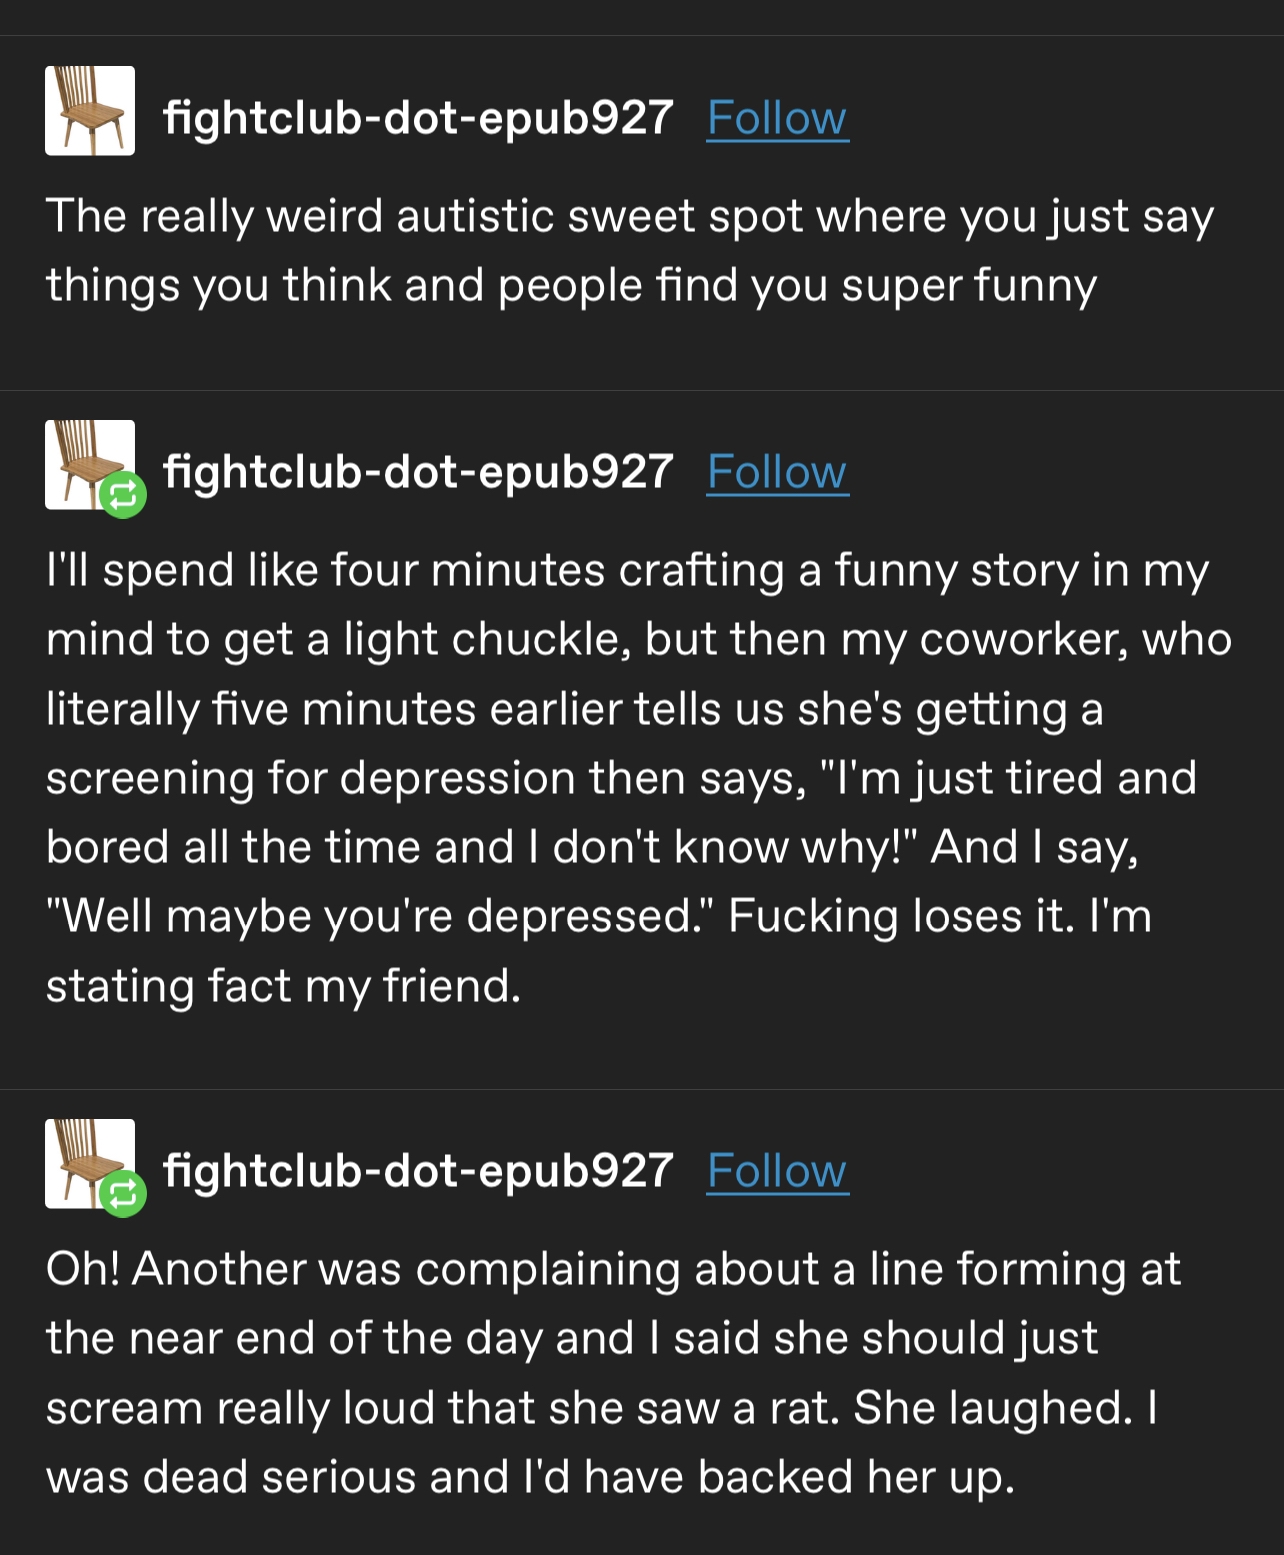 fightclub-dot-epub927 Follow
The really weird autistic sweet spot where you just say
things you think and people find you super funny
fightclub-dot-epub927 Follow
I'll spend like four minutes crafting a funny story in my
mind to get a light chuckle, but then my coworker, who
literally five minutes earlier tells us she's getting a
screening for depression then says, "I'm just tired and
bored all the time and I don't know why!" And I say,
"Well maybe you're depressed." Fucking loses it. I'm
stating fact my friend.
fightclub-dot-epub927 Follow
Oh! Another was complaining about a line forming at
the near end of the day and I said she should just
scream really loud that she saw a rat. She laughed. I
was dead serious and I'd have backed her up.